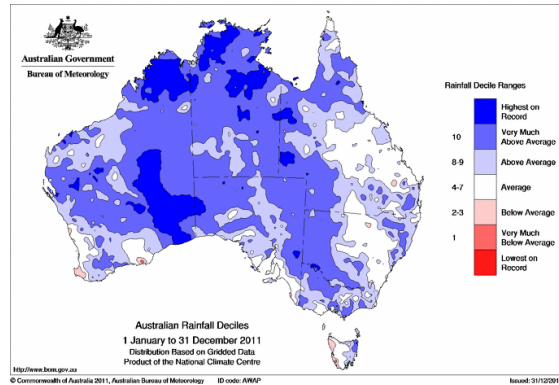 Australian Government
Bureau of Meteorology
Rainfall Decile Ranges
Highest on
Record
10 Very Much
Above Average
8-9 Above Average
4-7 Average
2-3 Below Average
1 Very Much
Below Average
Lowest on
Record
Australian Rainfall Deciles
1 January to 31 December 2011
Distribution Based on Gridded Data
Product of the National Climate Centre
http://www.bom.gov.au
© Commonwealth of Australia 2011, Australian Bureau of Meteorology ID code: AWAP Issued: 31/12/201